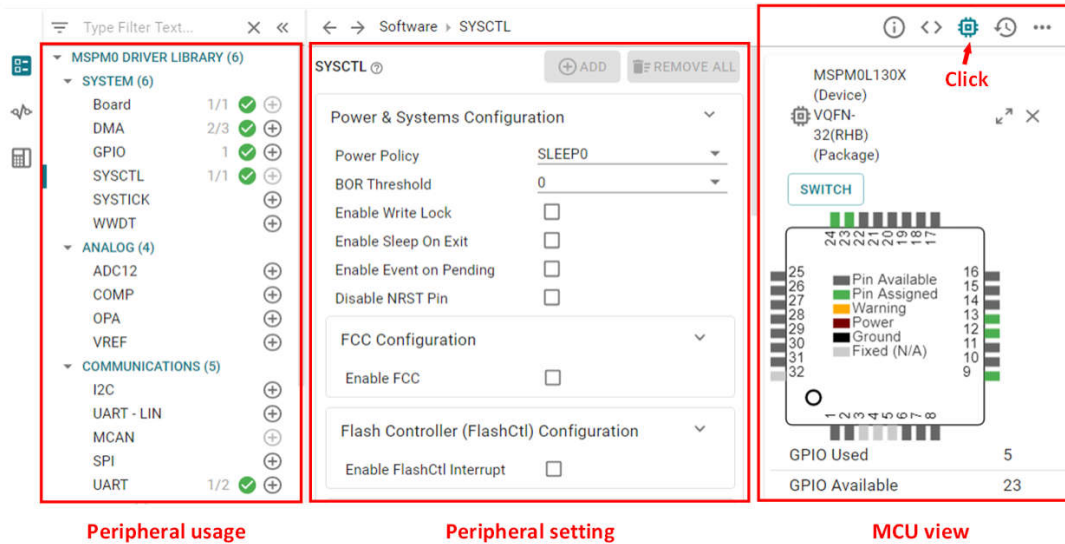 Type Filter Text...
Software ▸ SYSCTL
MSPM0 DRIVER LIBRARY (6)
SYSTEM (6)
Board 1/1
DMA 2/3
GPIO 1
SYSCTL 1/1
SYSTICK
WWDT
ANALOG (4)
ADC12
COMP
OPA
VREF
COMMUNICATIONS (5)
I2C
UART - LIN
MCAN
SPI
UART 1/2
Peripheral usage
SYSCTL
ADD
REMOVE ALL
Power & Systems Configuration
Power Policy SLEEP0
BOR Threshold 0
Enable Write Lock
Enable Sleep On Exit
Enable Event on Pending
Disable NRST Pin
FCC Configuration
Enable FCC
Flash Controller (FlashCtl) Configuration
Enable FlashCtl Interrupt
Peripheral setting
Click
MSPM0L130X
(Device)
VQFN-
32(RHB)
(Package)
SWITCH
24 23 22 21 20 19 18 17
25
26
27
28
29
30
31
32
Pin Available
Pin Assigned
Warning
Power
Ground
Fixed (N/A)
16
15
14
13
12
11
10
9
1 2 3 4 5 6 7 8
GPIO Used 5
GPIO Available 23
MCU view